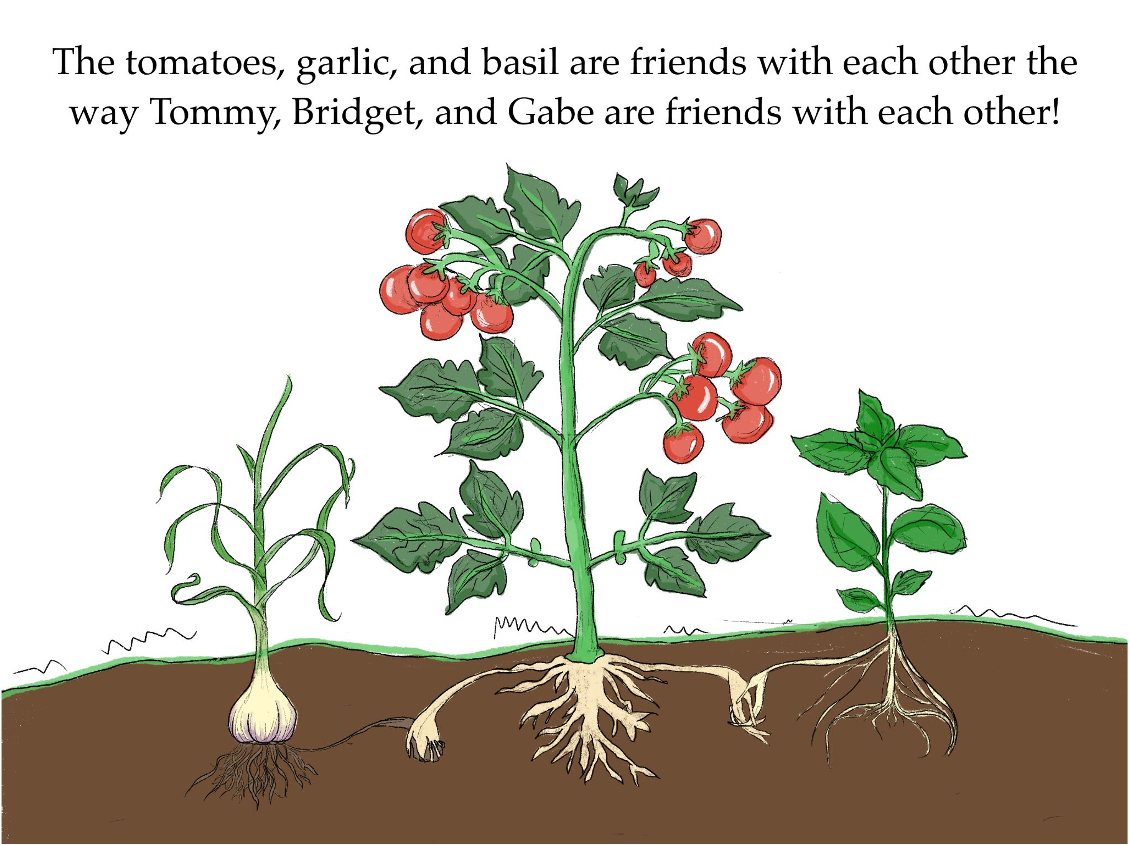 The tomatoes, garlic, and basil are friends with each other the
way Tommy, Bridget, and Gabe are friends with each other!